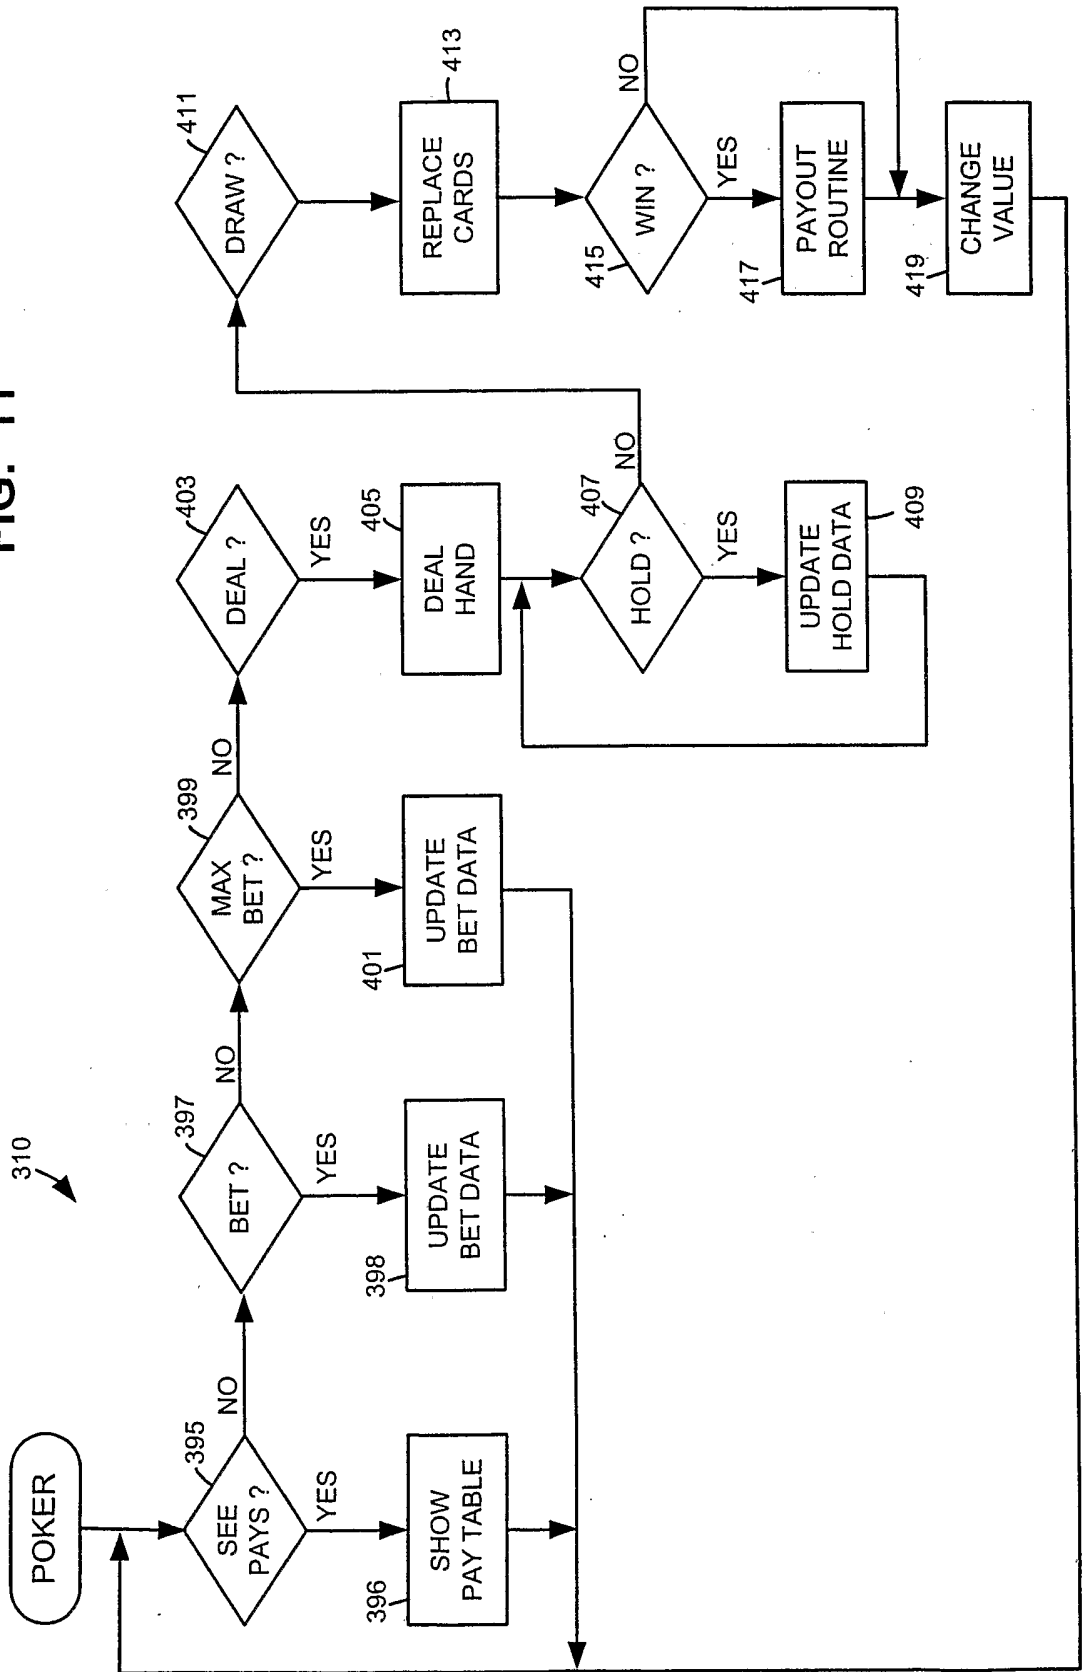 FIG. 11
310
POKER
395
SEE
PAYS ?
NO
YES
396
SHOW
PAY TABLE
397
BET ?
NO
YES
398
UPDATE
BET DATA
399
MAX
BET ?
NO
YES
401
UPDATE
BET DATA
403
DEAL ?
YES
405
DEAL
HAND
407
HOLD ?
NO
YES
409
UPDATE
HOLD DATA
411
DRAW ?
413
REPLACE
CARDS
415
WIN ?
NO
YES
417
PAYOUT
ROUTINE
419
CHANGE
VALUE